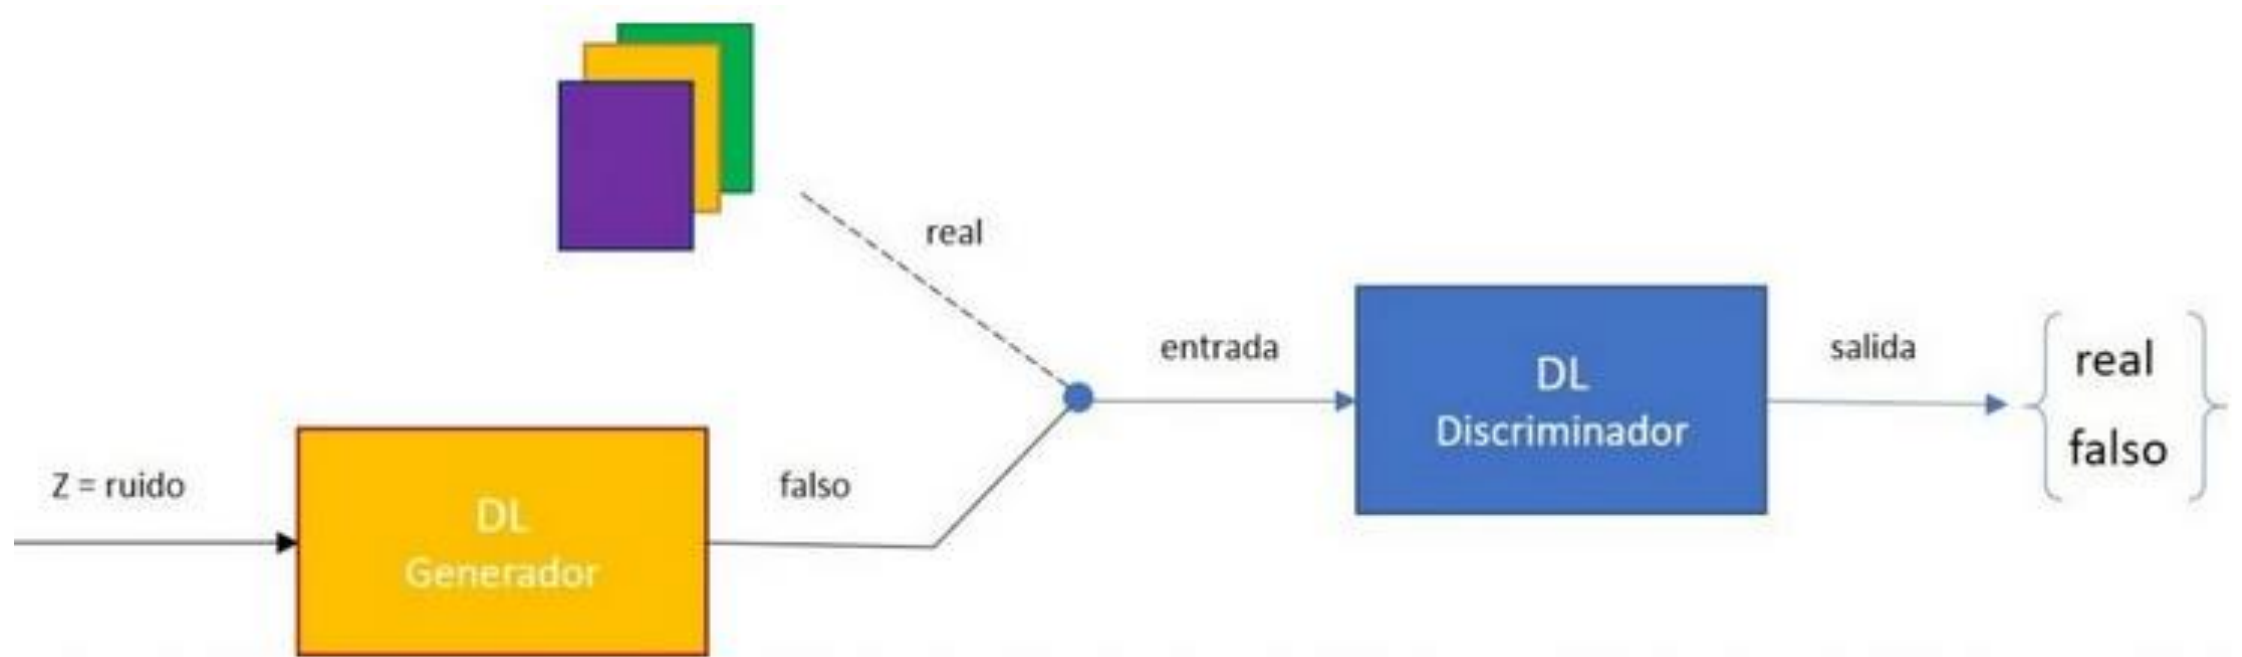 real
entrada
DL
Discriminador
salida
real
falso
Z = ruido
DL
Generador
falso